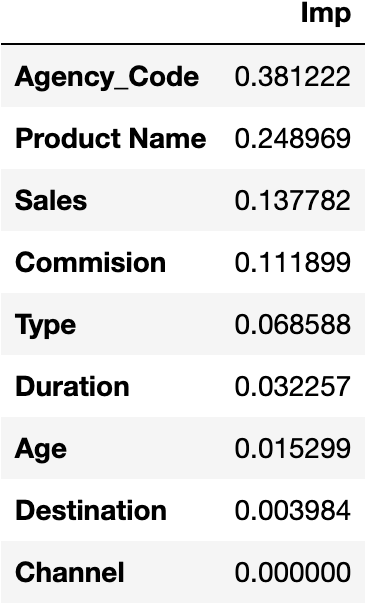 Imp
Agency_Code 0.381222
Product Name 0.248969
Sales 0.137782
Commision 0.111899
Type 0.068588
Duration 0.032257
Age 0.015299
Destination 0.003984
Channel 0.000000